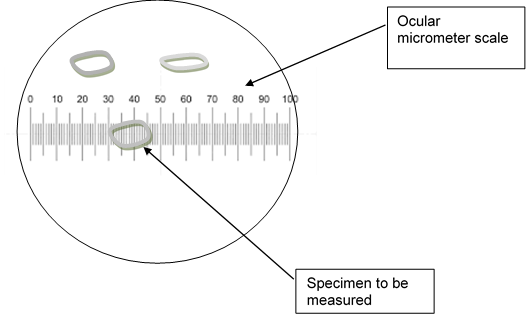 Ocular
micrometer scale
0 10 20 30 40 50 60 70 80 90 100
Specimen to be
measured